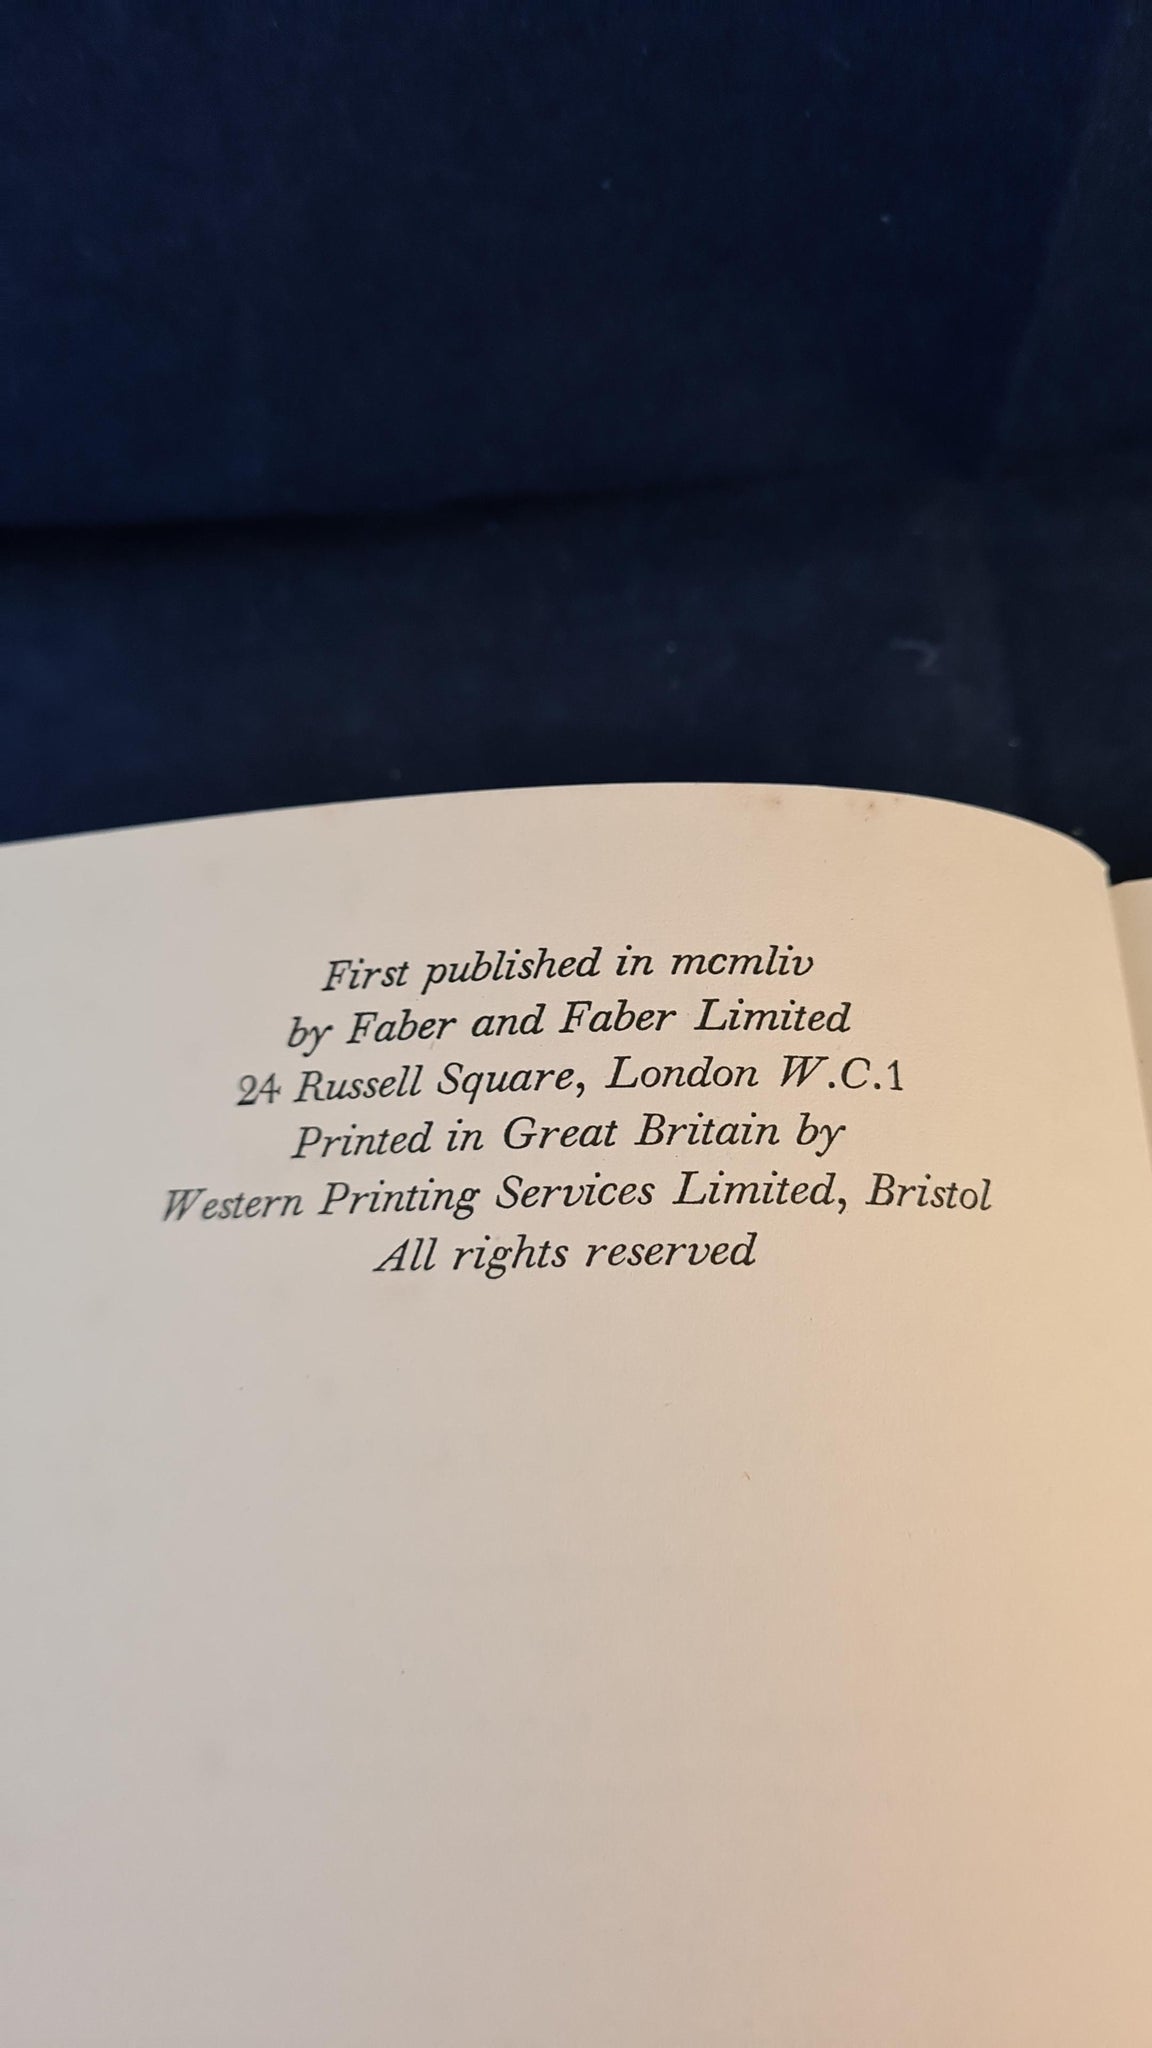 First published in mcmliv
by Faber and Faber Limited
24 Russell Square, London W.C.1
Printed in Great Britain by
Western Printing Services Limited, Bristol
All rights reserved